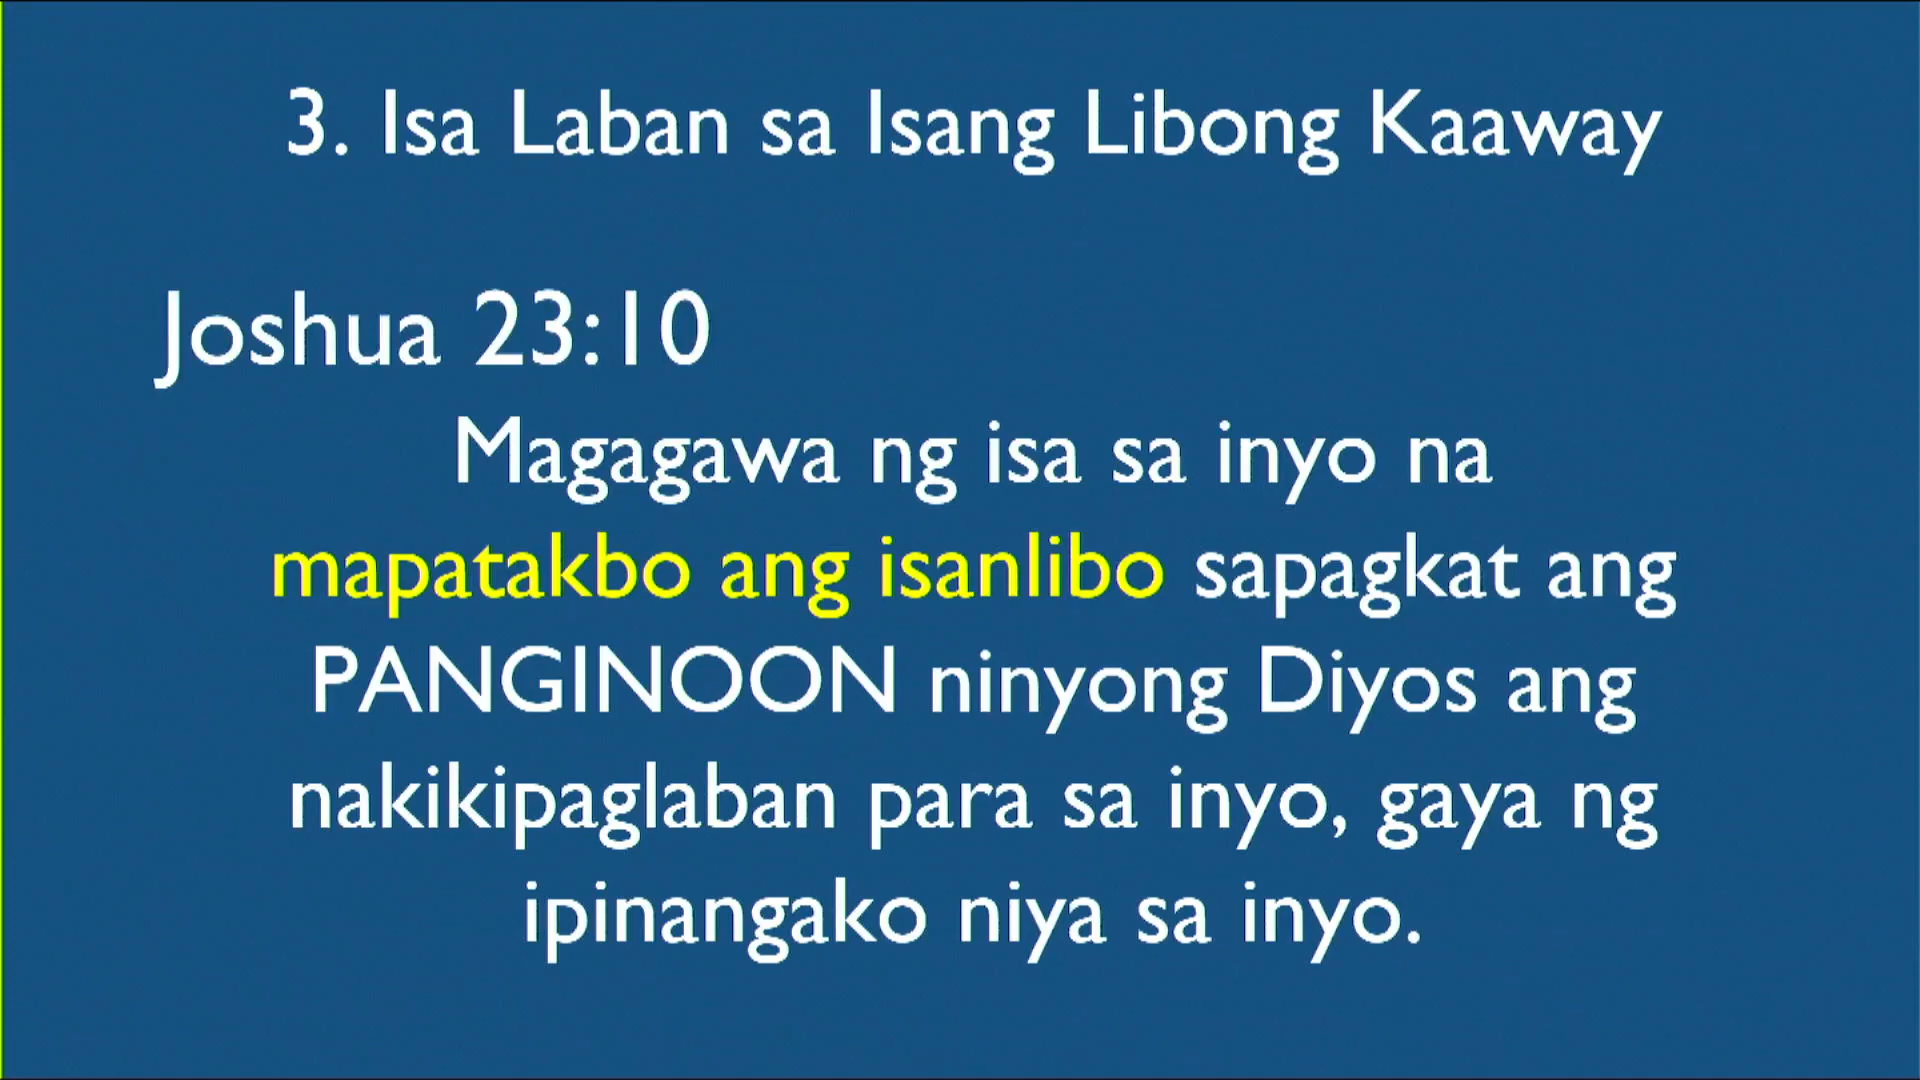 3. Isa Laban sa Isang Libong Kaaway
Joshua 23:10
Magagawa ng isa sa inyo na
mapatakbo ang isanlibo sapagkat ang
PANGINOON ninyong Diyos ang
nakikipaglaban para sa inyo, gaya ng
ipinangako niya sa inyo.